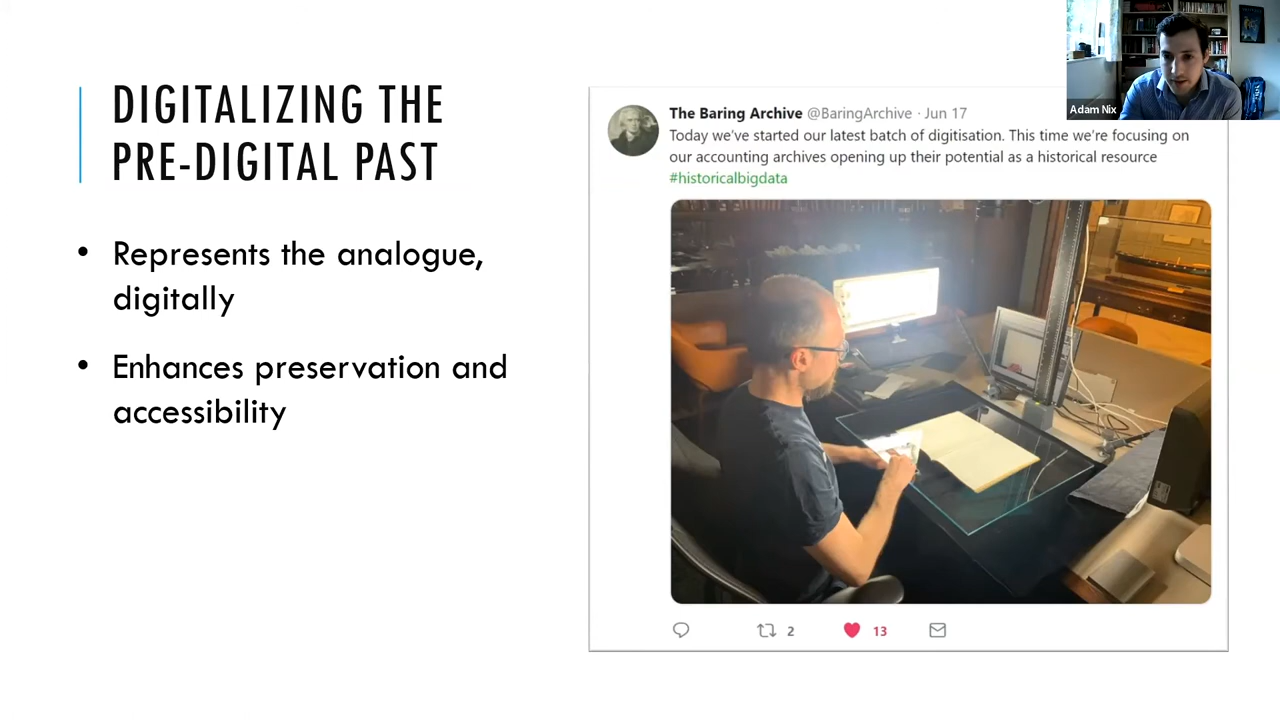 DIGITALIZING THE
PRE-DIGITAL PAST
• Represents the analogue,
digitally
• Enhances preservation and
accessibility
The Baring Archive @BaringArchive · Jun 17
Today we've started our latest batch of digitisation. This time we're focusing on
our accounting archives opening up their potential as a historical resource
#historicalbigdata
2 13
Adam Nix